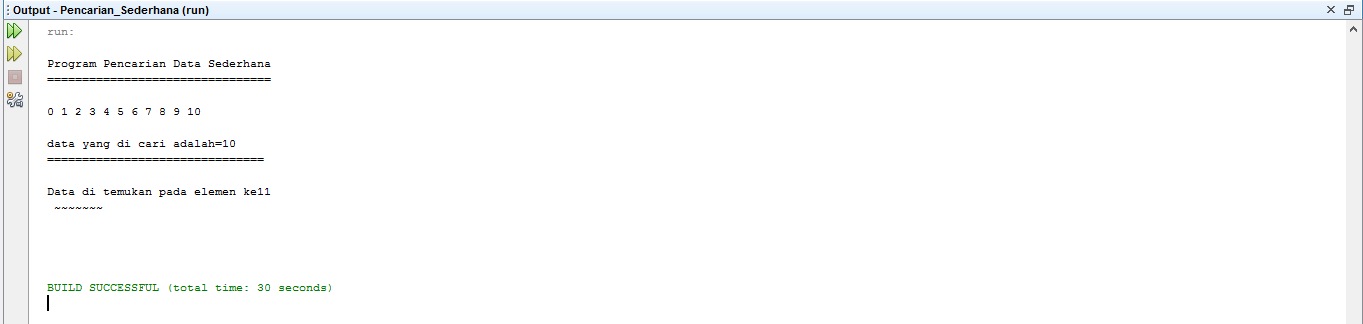 Output - Pencarian_Sederhana (run)
run:
Program Pencarian Data Sederhana
================================
0 1 2 3 4 5 6 7 8 9 10
data yang di cari adalah=10
===============================
Data di temukan pada elemen ke11
~~~~~~~
BUILD SUCCESSFUL (total time: 30 seconds)